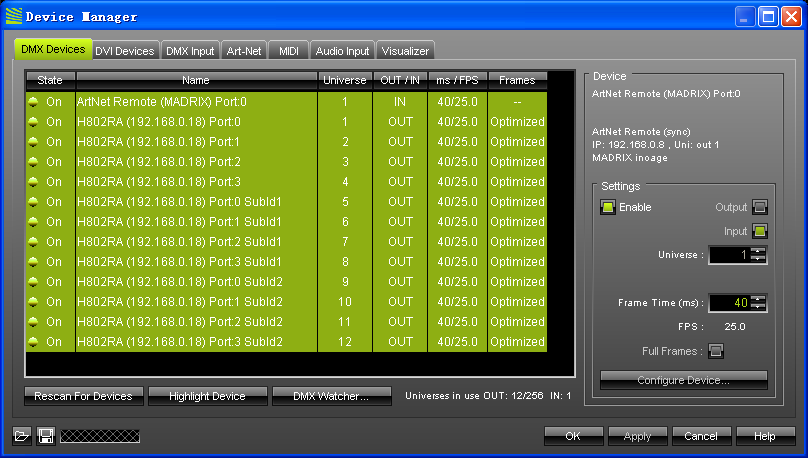 Device Manager
DMX Devices DVI Devices DMX Input Art-Net MIDI Audio Input Visualizer
State Name Universe OUT / IN ms / FPS Frames
On ArtNet Remote (MADRIX) Port:0 1 IN 40/25.0 --
On H802RA (192.168.0.18) Port:0 1 OUT 40/25.0 Optimized
On H802RA (192.168.0.18) Port:1 2 OUT 40/25.0 Optimized
On H802RA (192.168.0.18) Port:2 3 OUT 40/25.0 Optimized
On H802RA (192.168.0.18) Port:3 4 OUT 40/25.0 Optimized
On H802RA (192.168.0.18) Port:0 SubId1 5 OUT 40/25.0 Optimized
On H802RA (192.168.0.18) Port:1 SubId1 6 OUT 40/25.0 Optimized
On H802RA (192.168.0.18) Port:2 SubId1 7 OUT 40/25.0 Optimized
On H802RA (192.168.0.18) Port:3 SubId1 8 OUT 40/25.0 Optimized
On H802RA (192.168.0.18) Port:0 SubId2 9 OUT 40/25.0 Optimized
On H802RA (192.168.0.18) Port:1 SubId2 10 OUT 40/25.0 Optimized
On H802RA (192.168.0.18) Port:2 SubId2 11 OUT 40/25.0 Optimized
On H802RA (192.168.0.18) Port:3 SubId2 12 OUT 40/25.0 Optimized
Rescan For Devices Highlight Device DMX Watcher... Universes in use OUT: 12/256 IN: 1
Device
ArtNet Remote (MADRIX) Port:0
ArtNet Remote (sync)
IP: 192.168.0.8 , Uni: out 1
MADRIX inoage
Settings
Enable Output
Input
Universe : 1
Frame Time (ms) : 40
FPS : 25.0
Full Frames :
Configure Device...
OK Apply Cancel Help